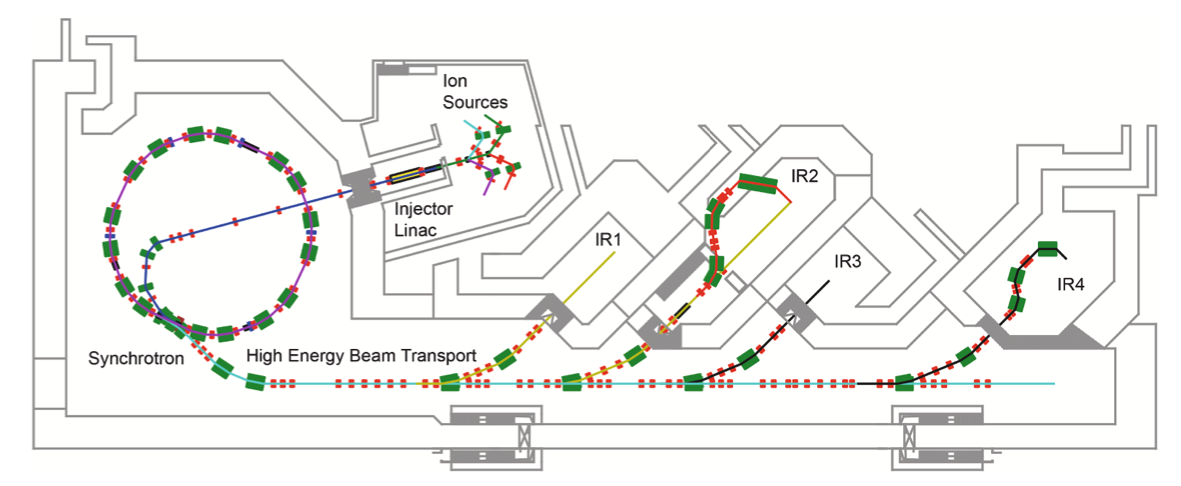 Ion
Sources
IR2
Injector
Linac
IR1
IR3
IR4
Synchrotron
High Energy Beam Transport